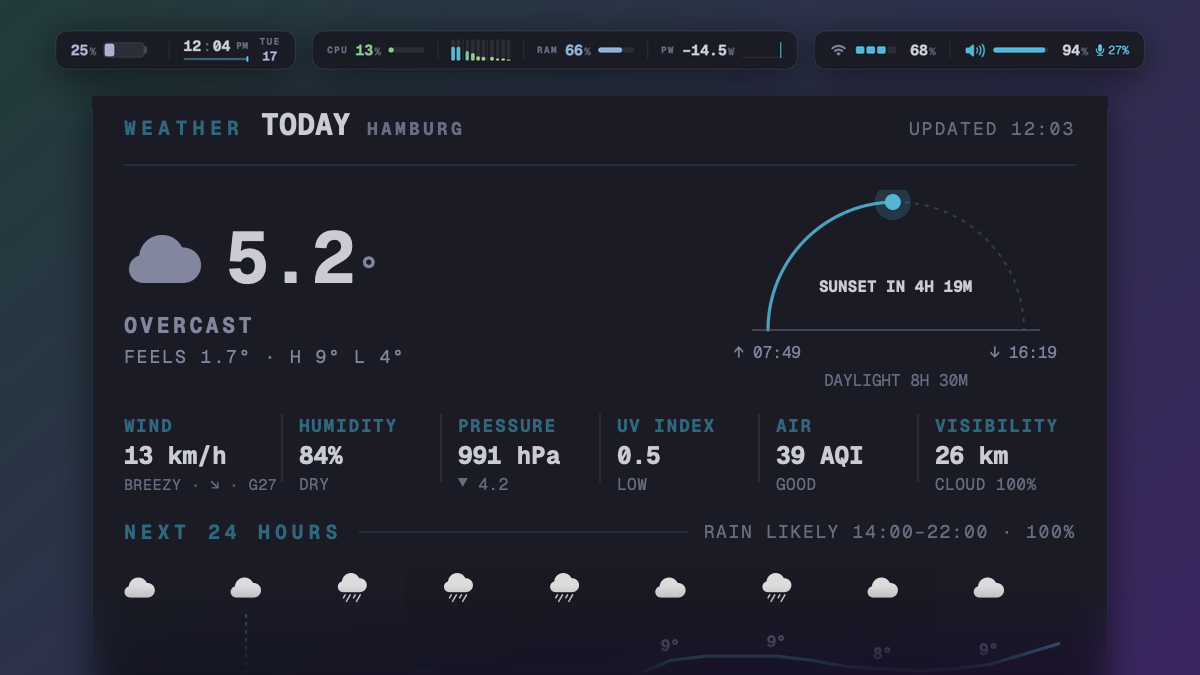 25% 12:04 PM TUE 17 CPU 13% RAM 66% PW −14.5W 68% 94% 27%
WEATHER TODAY HAMBURG UPDATED 12:03
5.2°
SUNSET IN 4H 19M
OVERCAST
FEELS 1.7° · H 9° L 4°
↑ 07:49 ↓ 16:19
DAYLIGHT 8H 30M
WIND HUMIDITY PRESSURE UV INDEX AIR VISIBILITY
13 km/h 84% 991 hPa 0.5 39 AQI 26 km
BREEZY · ↘ · G27 DRY ▼ 4.2 LOW GOOD CLOUD 100%
NEXT 24 HOURS RAIN LIKELY 14:00–22:00 · 100%
9° 9° 8° 9°